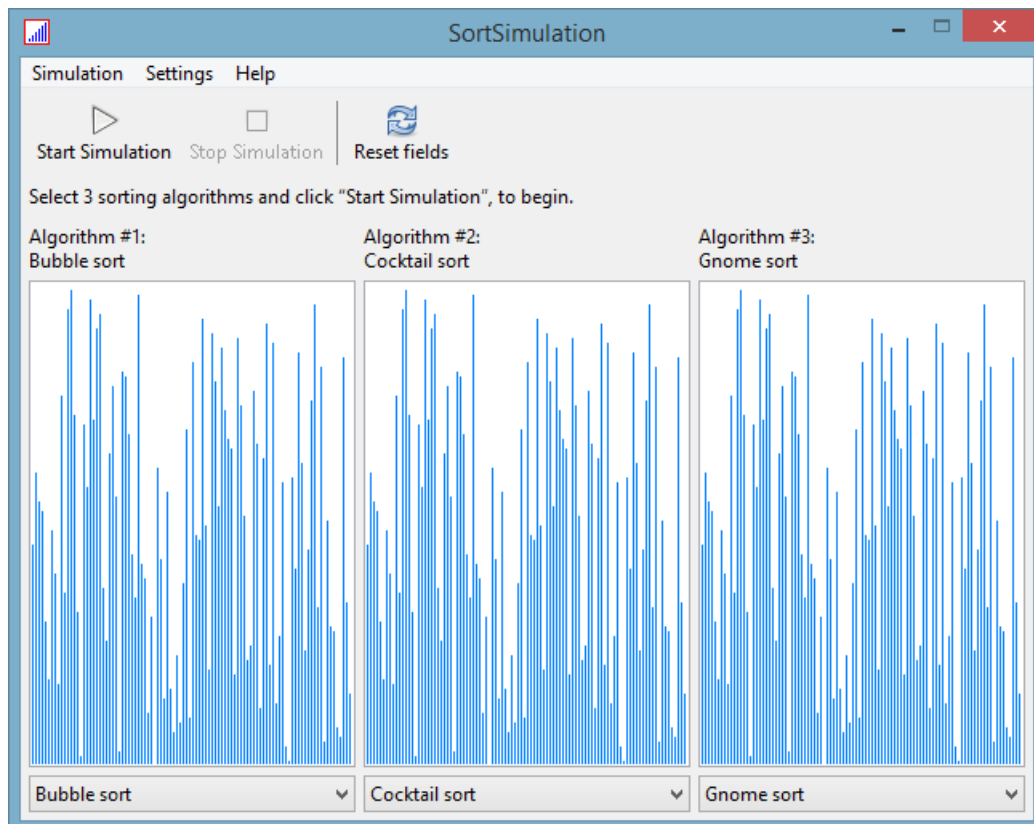 SortSimulation
Simulation Settings Help
Start Simulation Stop Simulation Reset fields
Select 3 sorting algorithms and click “Start Simulation“, to begin.
Algorithm #1: Algorithm #2: Algorithm #3:
Bubble sort Cocktail sort Gnome sort
Bubble sort Cocktail sort Gnome sort